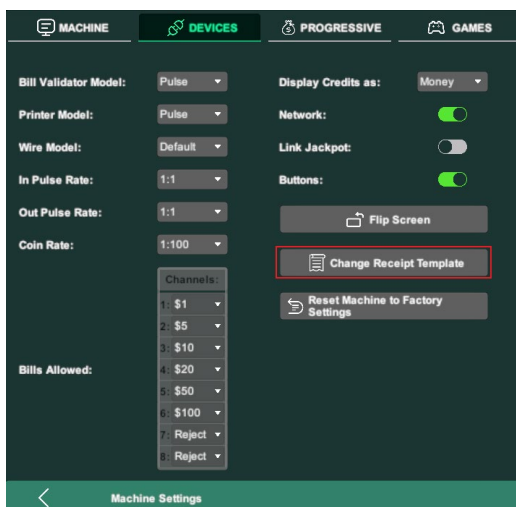 MACHINE DEVICES PROGRESSIVE GAMES
Bill Validator Model: Pulse
Printer Model: Pulse
Wire Model: Default
In Pulse Rate: 1:1
Out Pulse Rate: 1:1
Coin Rate: 1:100
Channels:
1: $1
2: $5
3: $10
Bills Allowed: 4: $20
5: $50
6: $100
7: Reject
8: Reject
Display Credits as: Money
Network:
Link Jackpot:
Buttons:
Flip Screen
Change Receipt Template
Reset Machine to Factory
Settings
Machine Settings